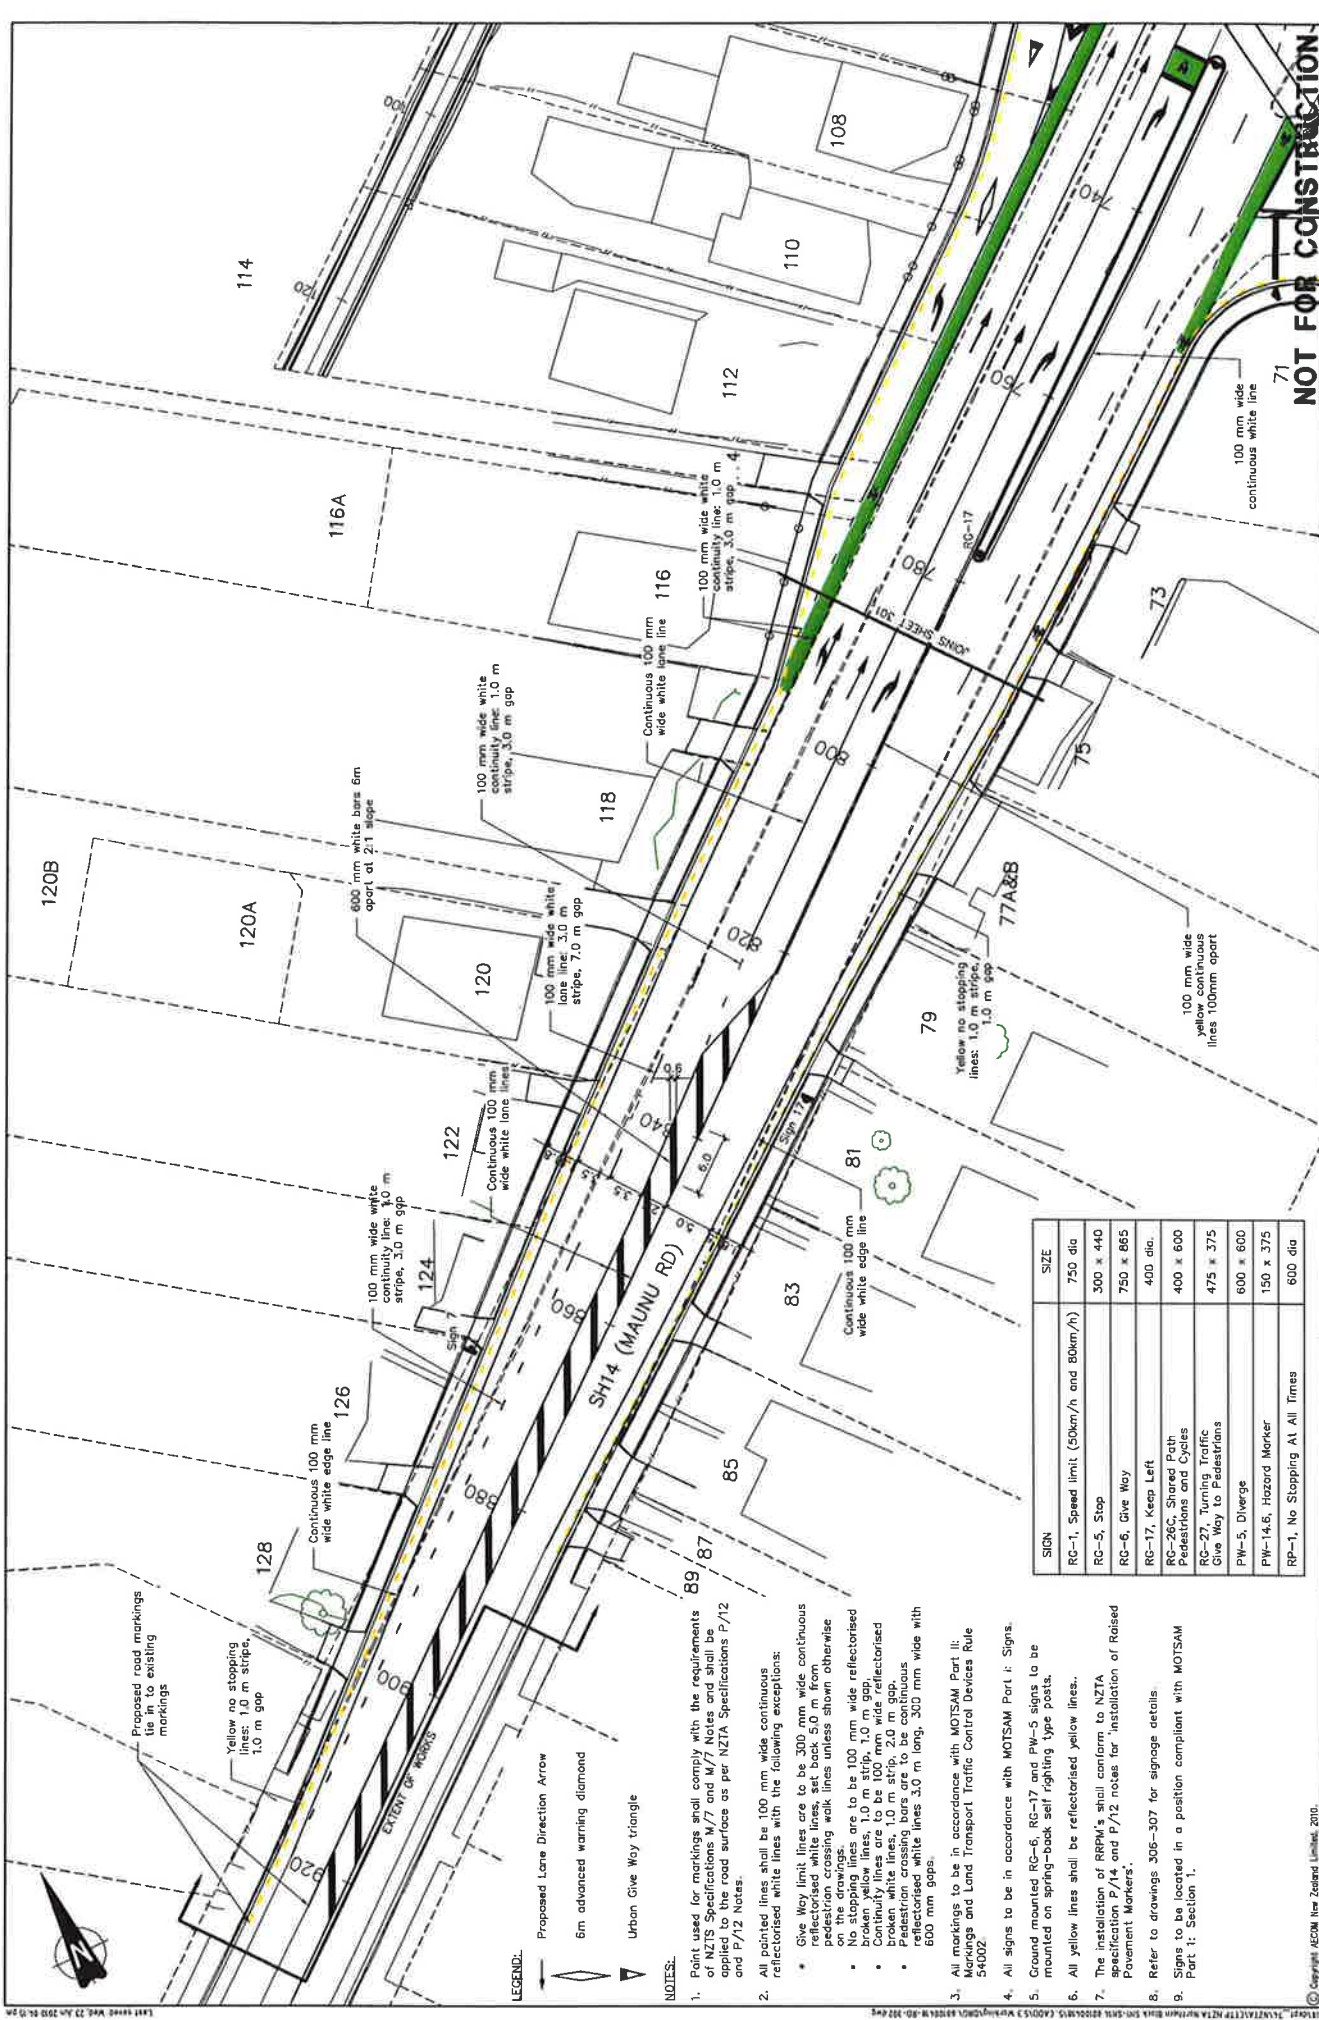 114
116A
120B
120A
108
110
112
116
118
120
122
124
126
128
400
120
740
760
780
800
820
840
860
880
900
920
71
73
75
77A&B
79
81
83
85
87
89
NOT FOR CONSTRUCTION
A
RG-17
JOINS SHEET 301
SH14 (MAUNU RD)
EXTENT OF WORKS
Sign 7
Sign 17
6.0
3.5
5.0
100 mm wide white
continuity line: 1.0 m
stripe, 3.0 m gap
Continuous 100 mm
wide white lane line
100 mm wide white
continuity line: 1.0 m
stripe, 3.0 m gap
600 mm white bars 6m
apart at 2:1 slope
100 mm wide white
lane line: 3.0 m
stripe, 7.0 m gap
Continuous 100 mm
wide white lane lines
100 mm wide white
continuity line: 1.0 m
stripe, 3.0 m gap
Continuous 100 mm
wide white edge line
Proposed road markings
tie in to existing
markings
Yellow no stopping
lines: 1.0 m stripe,
1.0 m gap
100 mm wide
continuous white line
100 mm wide
yellow continuous
lines 100mm apart
Yellow no stopping
lines: 1.0 m stripe,
1.0 m gap
Continuous 100 mm
wide white edge line
LEGEND:
Proposed Lane Direction Arrow
6m advanced warning diamond
Urban Give Way triangle
NOTES:
1. Paint used for markings shall comply with the requirements
of NZTS Specifications M/7 and M/7 Notes and shall be
applied to the road surface as per NZTA Specifications P/12
and P/12 Notes.
2. All painted lines shall be 100 mm wide continuous
reflectorised white lines with the following exceptions:
• Give Way limit lines are to be 300 mm wide continuous
reflectorised white lines, set back 5.0 m from
pedestrian crossing walk lines unless shown otherwise
on the drawings.
• No stopping lines are to be 100 mm wide reflectorised
broken yellow lines, 1.0 m strip, 1.0 m gap.
• Continuity lines are to be 100 mm wide reflectorised
broken white lines, 1.0 m strip, 2.0 m gap.
• Pedestrian crossing bars are to be continuous
reflectorised white lines 3.0 m long, 300 mm wide with
600 mm gaps.
3. All markings to be in accordance with MOTSAM Part II:
Markings and Land Transport Traffic Control Devices Rule
54002.
4. All signs to be in accordance with MOTSAM Part I: Signs.
5. Ground mounted RG-6, RG-17 and PW-5 signs to be
mounted on spring-back self righting type posts.
6. All yellow lines shall be reflectorised yellow lines.
7. The installation of RRPM's shall conform to NZTA
specification P/14 and P/12 notes for 'Installation of Raised
Pavement Markers'.
8. Refer to drawings 306-307 for signage details
9. Signs to be located in a position compliant with MOTSAM
Part 1: Section 1.
SIGN SIZE
RG-1, Speed limit (50km/h and 80km/h) 750 dia
RG-5, Stop 300 x 440
RG-6, Give Way 750 x 865
RG-17, Keep Left 400 dia.
RG-26C, Shared Path
Pedestrians and Cycles 400 x 600
RG-27, Turning Traffic
Give Way to Pedestrians 475 x 375
PW-5, Diverge 600 x 600
PW-14.6, Hazard Marker 150 x 375
RP-1, No Stopping At All Times 600 dia
© Copyright AECOM New Zealand Limited. 2010.